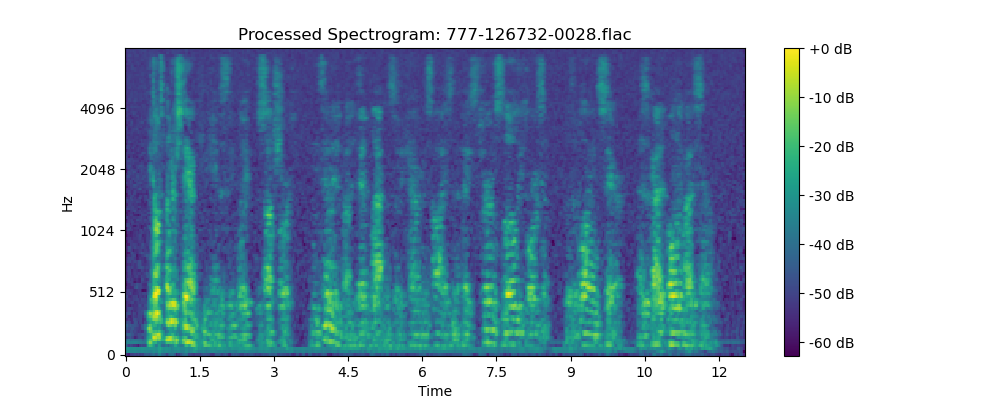 Processed Spectrogram: 777-126732-0028.flac
+0 dB
4096
-10 dB
-20 dB
2048
Hz
-30 dB
1024
-40 dB
512
-50 dB
0
-60 dB
0 1.5 3 4.5 6 7.5 9 10 12
Time